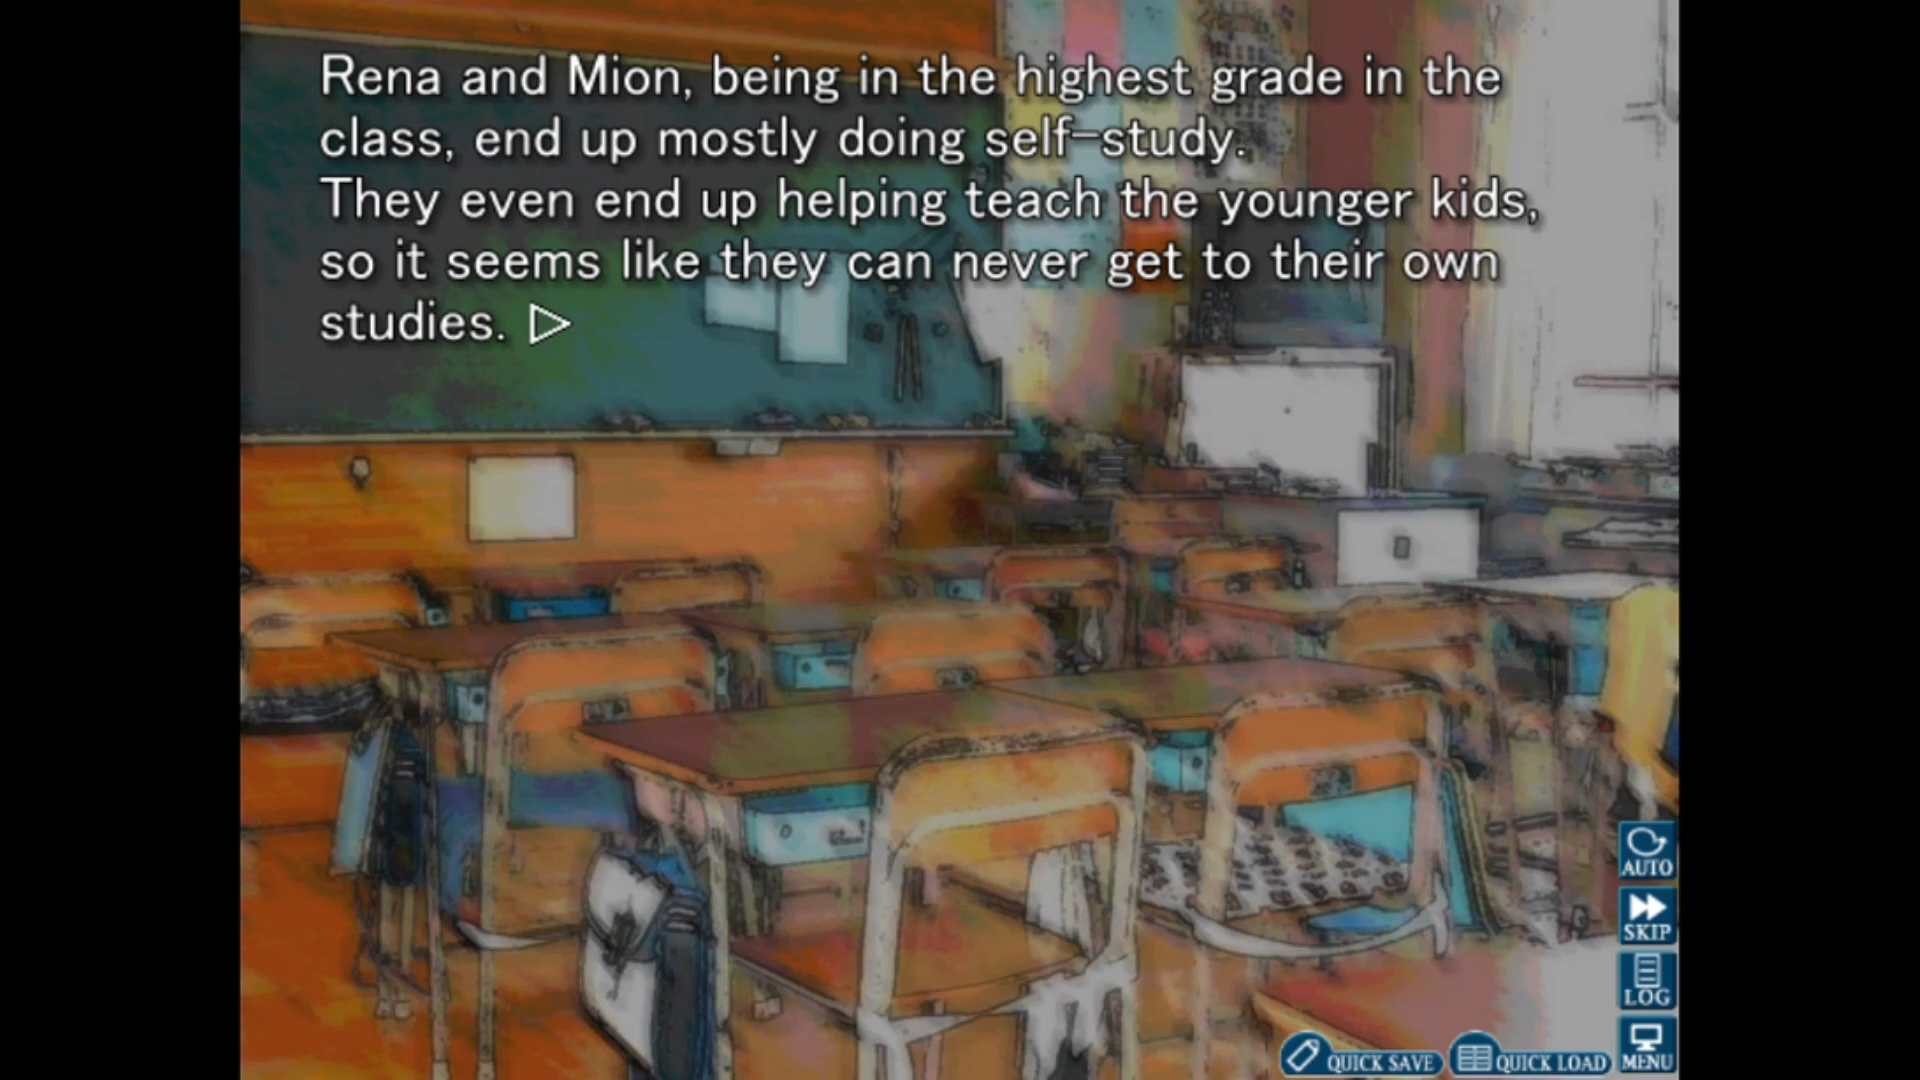 Rena and Mion, being in the highest grade in the
class, end up mostly doing self-study.
They even end up helping teach the younger kids,
so it seems like they can never get to their own
studies.
AUTO
SKIP
LOG
MENU
QUICK SAVE
QUICK LOAD